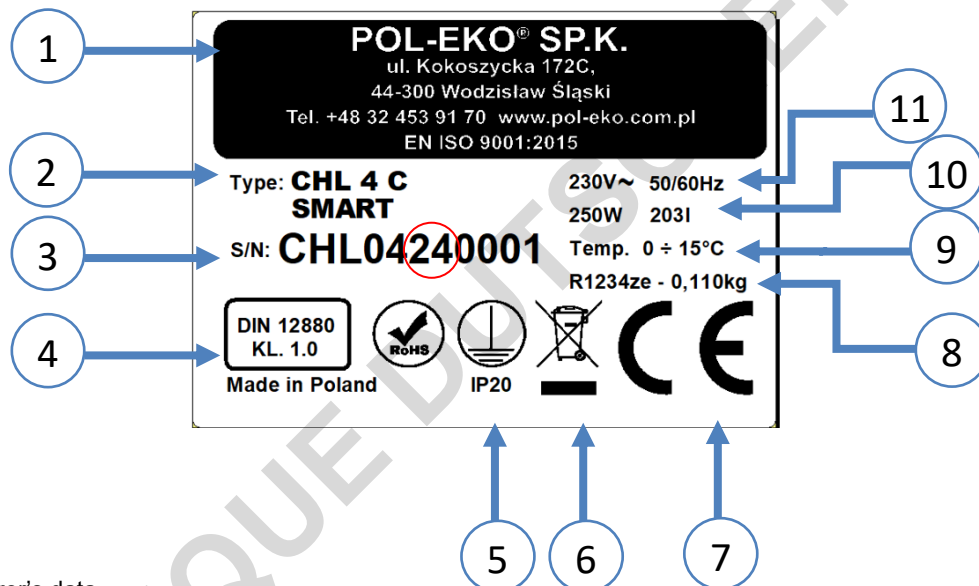 POL-EKO® SP.K.
ul. Kokoszycka 172C,
44-300 Wodzisław Śląski
Tel. +48 32 453 91 70 www.pol-eko.com.pl
EN ISO 9001:2015
1
2
3
4
Type: CHL 4 C
SMART
S/N: CHL04240001
230V~ 50/60Hz
250W 203l
Temp. 0 ÷ 15°C
R1234ze - 0,110kg
11
10
9
8
DIN 12880
KL. 1.0
Made in Poland
RoHS
IP20
CE
5
6
7
data
QUE DUTSCHER